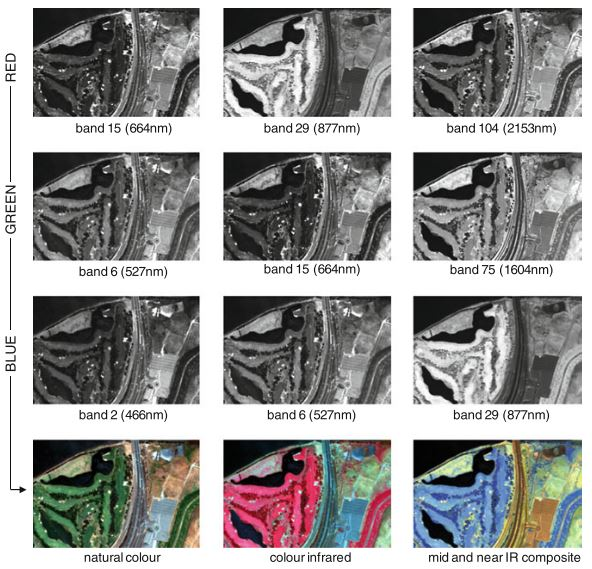 RED
band 15 (664nm)
band 29 (877nm)
band 104 (2153nm)
GREEN
band 6 (527nm)
band 15 (664nm)
band 75 (1604nm)
BLUE
band 2 (466nm)
band 6 (527nm)
band 29 (877nm)
natural colour
colour infrared
mid and near IR composite